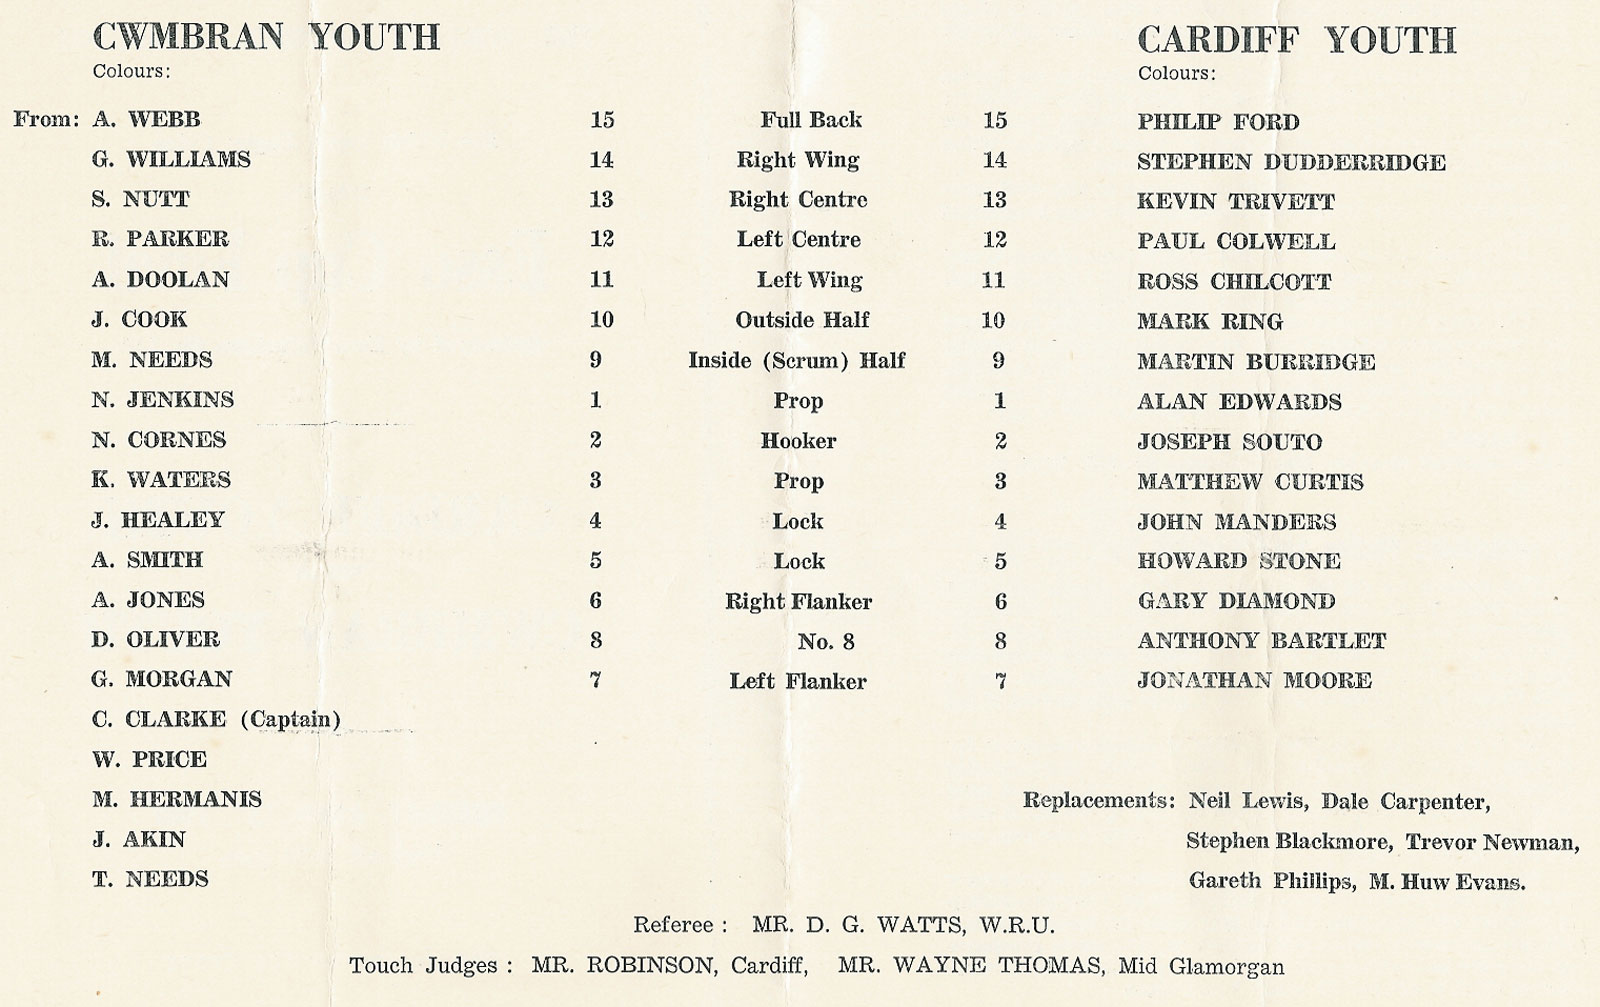 CWMBRAN YOUTH CARDIFF YOUTH
Colours: Colours:
From: A. WEBB 15 Full Back 15 PHILIP FORD
G. WILLIAMS 14 Right Wing 14 STEPHEN DUDDERRIDGE
S. NUTT 13 Right Centre 13 KEVIN TRIVETT
R. PARKER 12 Left Centre 12 PAUL COLWELL
A. DOOLAN 11 Left Wing 11 ROSS CHILCOTT
J. COOK 10 Outside Half 10 MARK RING
M. NEEDS 9 Inside (Scrum) Half 9 MARTIN BURRIDGE
N. JENKINS 1 Prop 1 ALAN EDWARDS
N. CORNES 2 Hooker 2 JOSEPH SOUTO
K. WATERS 3 Prop 3 MATTHEW CURTIS
J. HEALEY 4 Lock 4 JOHN MANDERS
A. SMITH 5 Lock 5 HOWARD STONE
A. JONES 6 Right Flanker 6 GARY DIAMOND
D. OLIVER 8 No. 8 8 ANTHONY BARTLET
G. MORGAN 7 Left Flanker 7 JONATHAN MOORE
C. CLARKE (Captain)
W. PRICE
M. HERMANIS Replacements: Neil Lewis, Dale Carpenter,
J. AKIN Stephen Blackmore, Trevor Newman,
T. NEEDS Gareth Phillips, M. Huw Evans.
Referee : MR. D. G. WATTS, W.R.U.
Touch Judges : MR. ROBINSON, Cardiff, MR. WAYNE THOMAS, Mid Glamorgan